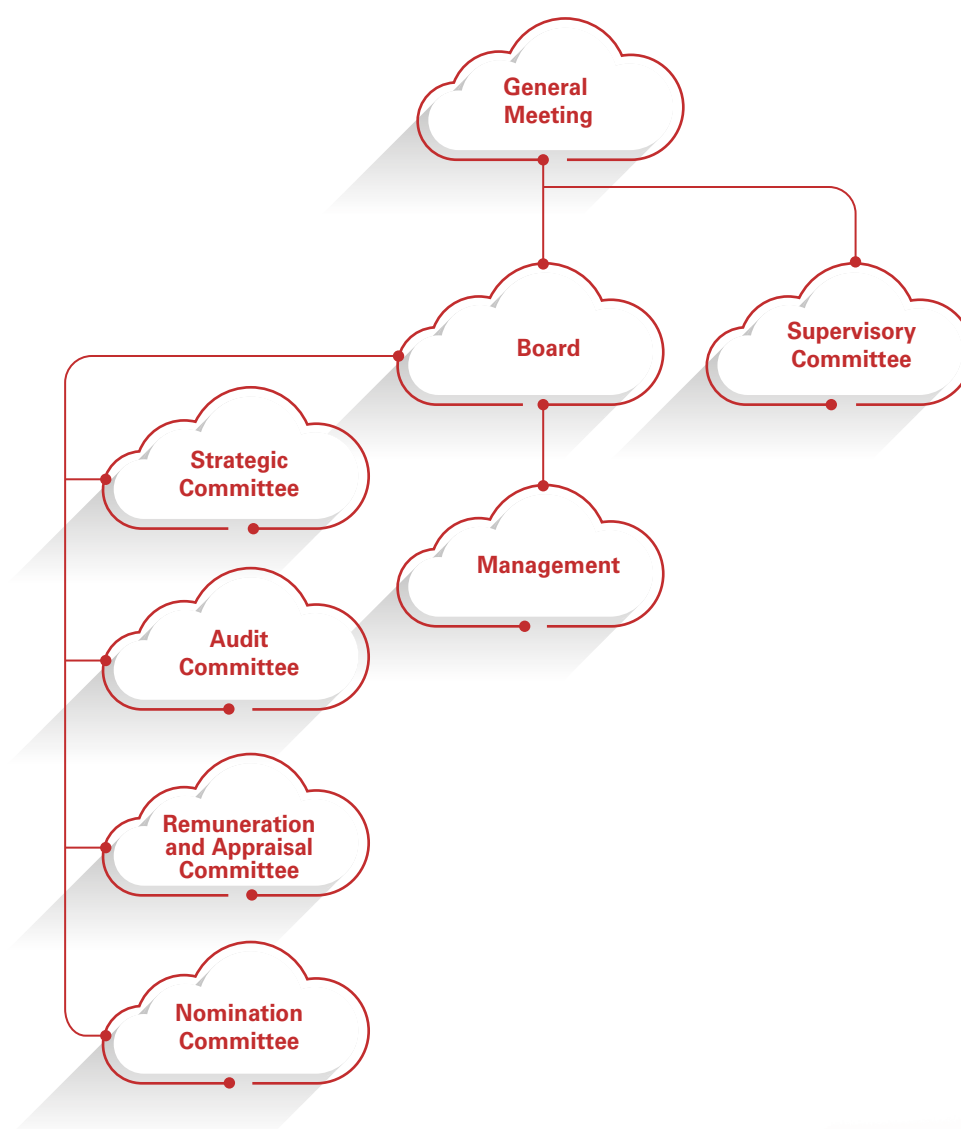 General
Meeting
Board
Supervisory
Committee
Strategic
Committee
Management
Audit
Committee
Remuneration
and Appraisal
Committee
Nomination
Committee